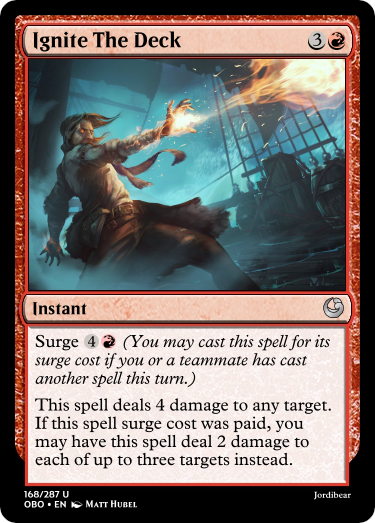 Ignite The Deck 3
Instant
Surge 4 (You may cast this spell for its
surge cost if you or a teammate has cast
another spell this turn.)
This spell deals 4 damage to any target.
If this spell surge cost was paid, you
may have this spell deal 2 damage to
each of up to three targets instead.
168/287 U
OBO • EN Matt Hubel
Jordibear